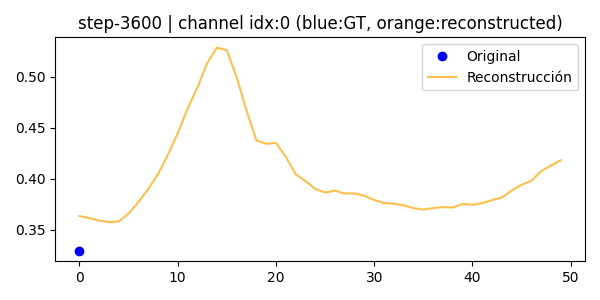 step-3600 | channel idx:0 (blue:GT, orange:reconstructed)
Original
Reconstrucción
0.50
0.45
0.40
0.35
0 10 20 30 40 50